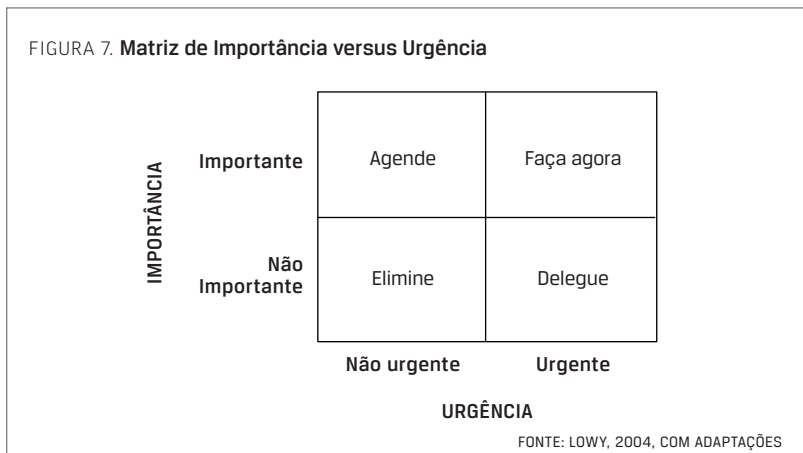 FIGURA 7. Matriz de Importância versus Urgência
IMPORTÂNCIA
Importante
Agende
Faça agora
Não
Importante
Elimine
Delegue
Não urgente
Urgente
URGÊNCIA
FONTE: LOWY, 2004, COM ADAPTAÇÕES